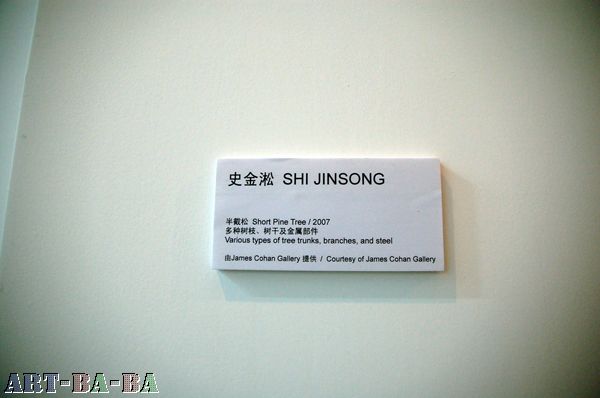 史金淞 SHI JINSONG
半截松 Short Pine Tree / 2007
多种树枝、树干及金属部件
Various types of tree trunks, branches, and steel
由James Cohan Gallery 提供 / Courtesy of James Cohan Gallery
ART-BA-BA